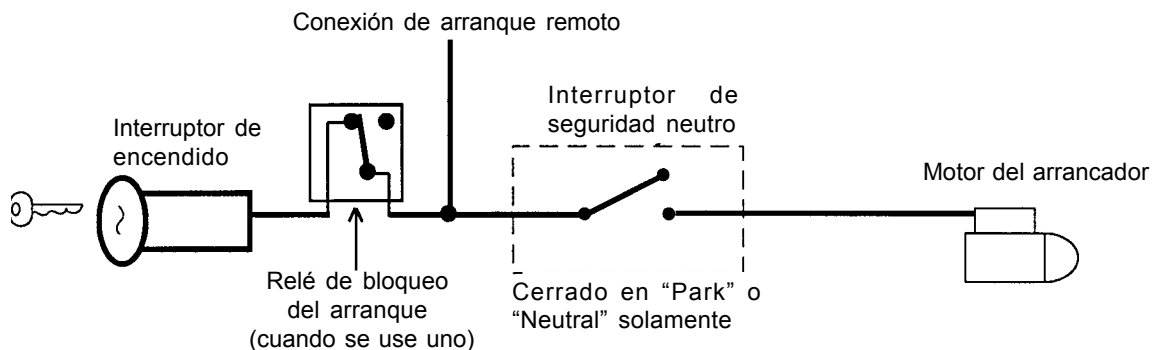 Conexión de arranque remoto
Interruptor de
encendido
Interruptor de
seguridad neutro
Motor del arrancador
Relé de bloqueo
del arranque
(cuando se use uno)
Cerrado en “Park” o
“Neutral” solamente